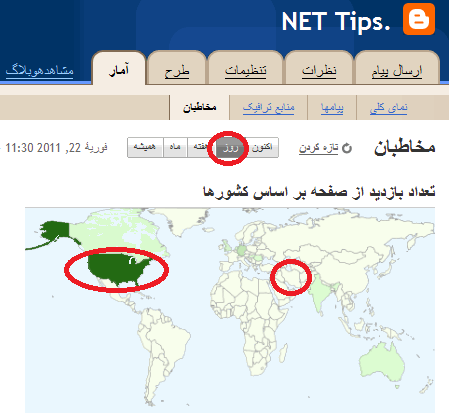 .NET Tips
ارسال پیام نظرات تنظیمات طرح آمار مشاهده‌وبلاگ
نمای کلی پیامها منابع ترافیک مخاطبان
مخاطبان تازه کردن اکنون روز هفته ماه همیشه فوریهٔ 22, 2011 11:30
تعداد بازدید از صفحه بر اساس کشورها